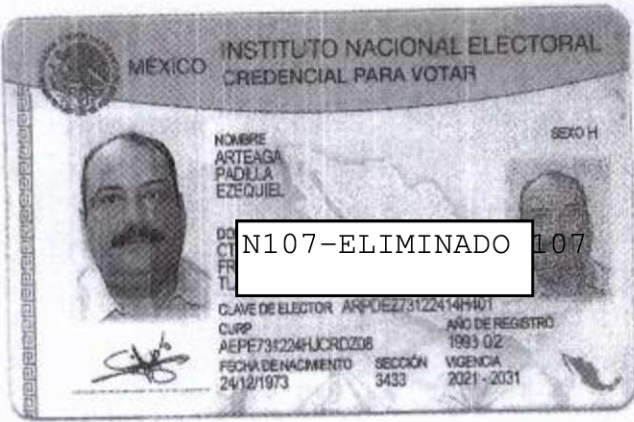 MÉXICO INSTITUTO NACIONAL ELECTORAL
CREDENCIAL PARA VOTAR
NOMBRE SEXO H
ARTEAGA
PADILLA
EZEQUIEL
N107-ELIMINADO 107
CLAVE DE ELECTOR ARPDEZ73122414H401
CURP AÑO DE REGISTRO
AEPE731224HJCRDZ08 1993 02
FECHA DE NACIMIENTO SECCIÓN VIGENCIA
24/12/1973 3433 2021 - 2031